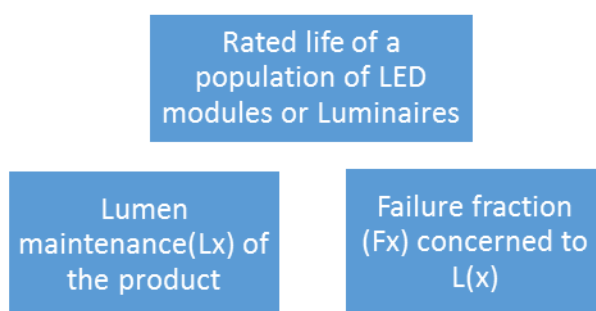 Rated life of a
population of LED
modules or Luminaires
Lumen
maintenance(Lx) of
the product
Failure fraction
(Fx) concerned to
L(x)